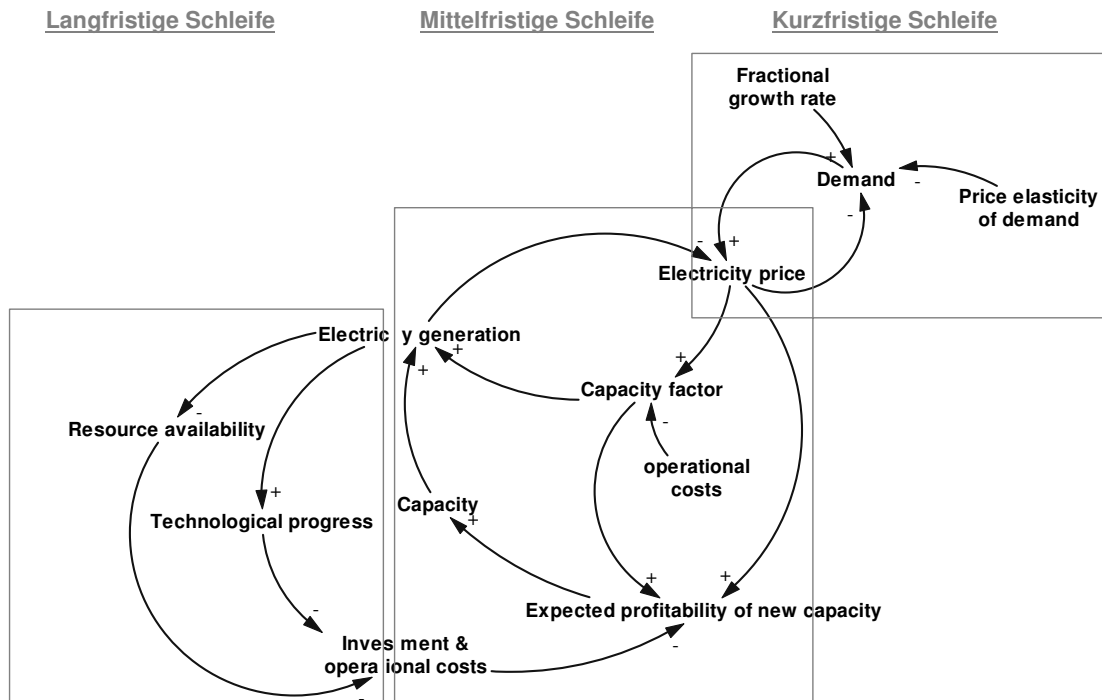 Langfristige Schleife
Mittelfristige Schleife
Kurzfristige Schleife
Fractional
growth rate
+
Demand
-
Price elasticity
of demand
-
- +
Electricity price
Electric y generation
+
+
+
Capacity factor
-
Resource availability
-
operational
costs
Capacity
+
+
Technological progress
+
+
Expected profitability of new capacity
-
Inves ment &
opera ional costs
-
-